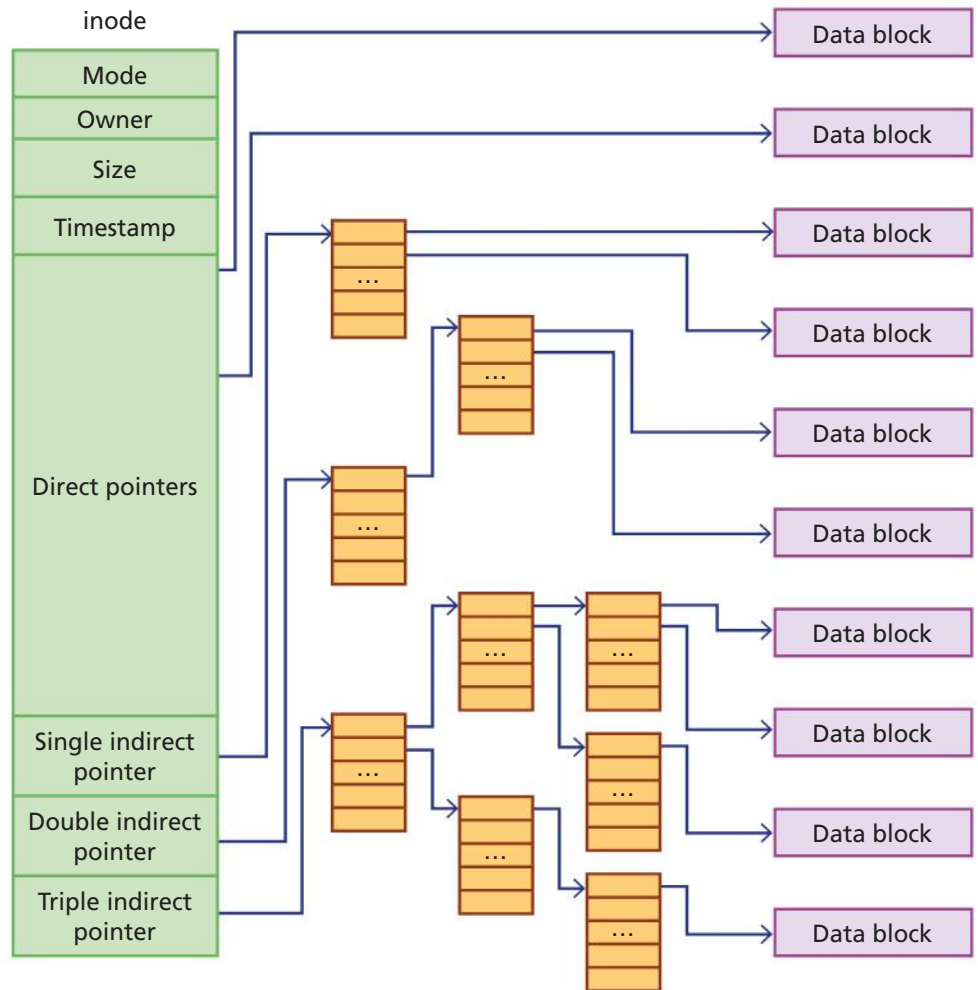 inode
Mode
Owner
Size
Timestamp
Direct pointers
Single indirect
pointer
Double indirect
pointer
Triple indirect
pointer
...
...
...
...
...
...
...
...
...
Data block
Data block
Data block
Data block
Data block
Data block
Data block
Data block
Data block
Data block